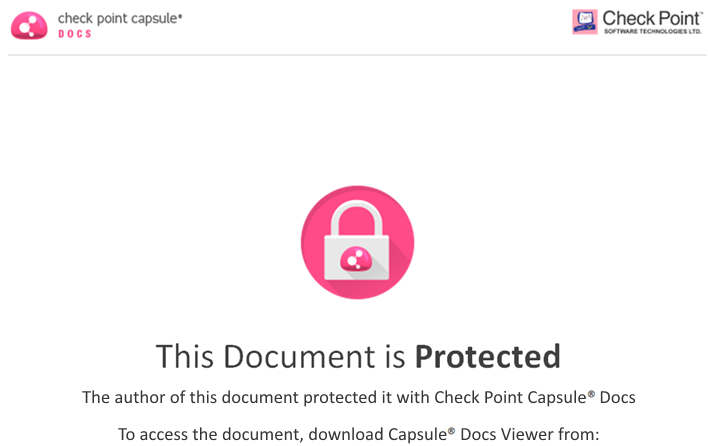 check point capsule®
DOCS
Check Point™
SOFTWARE TECHNOLOGIES LTD.
This Document is Protected
The author of this document protected it with Check Point Capsule® Docs
To access the document, download Capsule® Docs Viewer from: